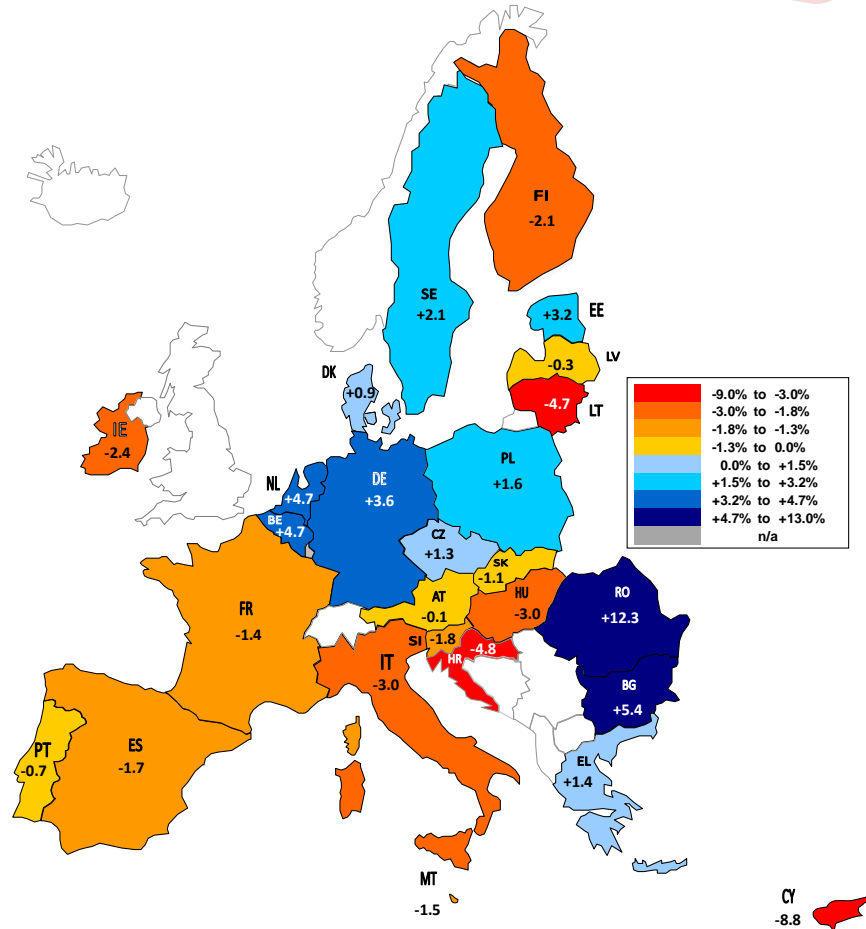 FI
-2.1
SE
+2.1
+3.2
EE
LV
-0.3
DK
+0.9
-4.7
LT
IE
-2.4
-9.0% to -3.0%
-3.0% to -1.8%
-1.8% to -1.3%
-1.3% to 0.0%
0.0% to +1.5%
+1.5% to +3.2%
+3.2% to +4.7%
+4.7% to +13.0%
n/a
PL
+1.6
DE
+3.6
NL
+4.7
BE
+4.7
CZ
+1.3
SK
-1.1
AT
-0.1
HU
-3.0
RO
+12.3
FR
-1.4
SI
-1.8
-4.8
HR
IT
-3.0
BG
+5.4
PT
-0.7
ES
-1.7
EL
+1.4
MT
-1.5
CY
-8.8